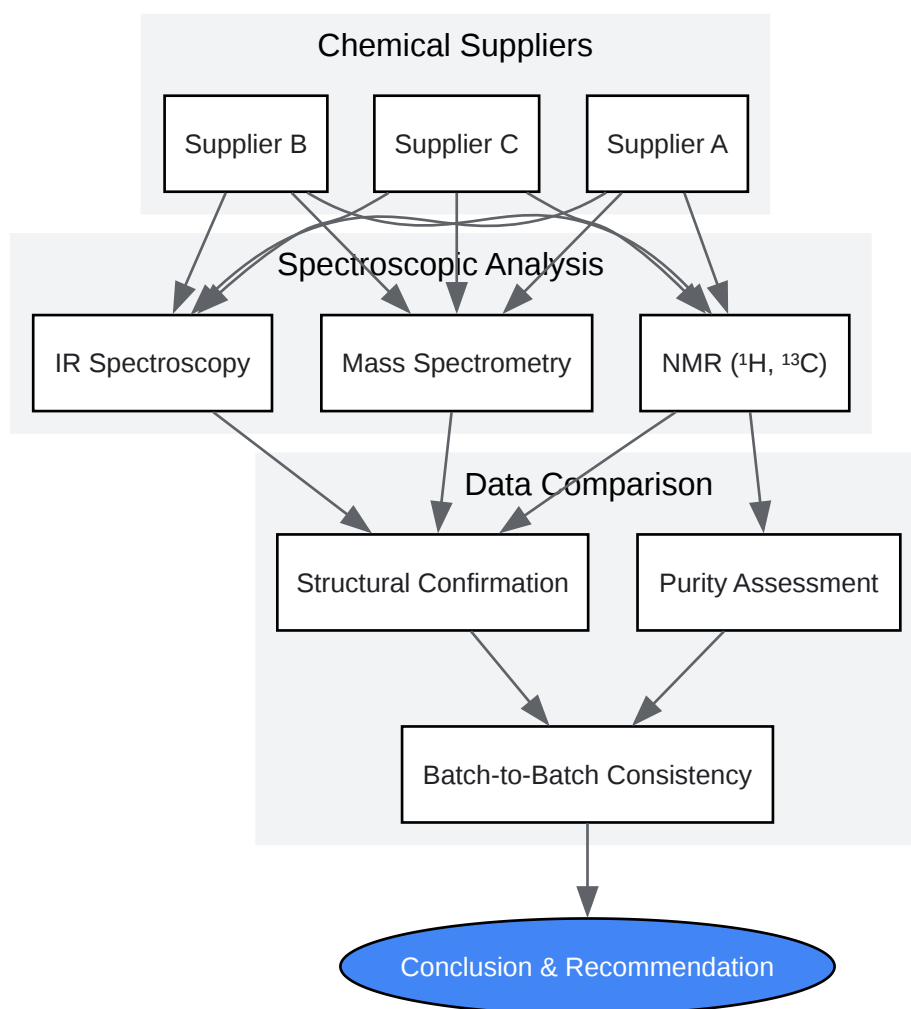 Chemical Suppliers
Supplier B
Supplier C
Supplier A
Spectroscopic Analysis
IR Spectroscopy
Mass Spectrometry
NMR (¹H, ¹³C)
Data Comparison
Structural Confirmation
Purity Assessment
Batch-to-Batch Consistency
Conclusion & Recommendation